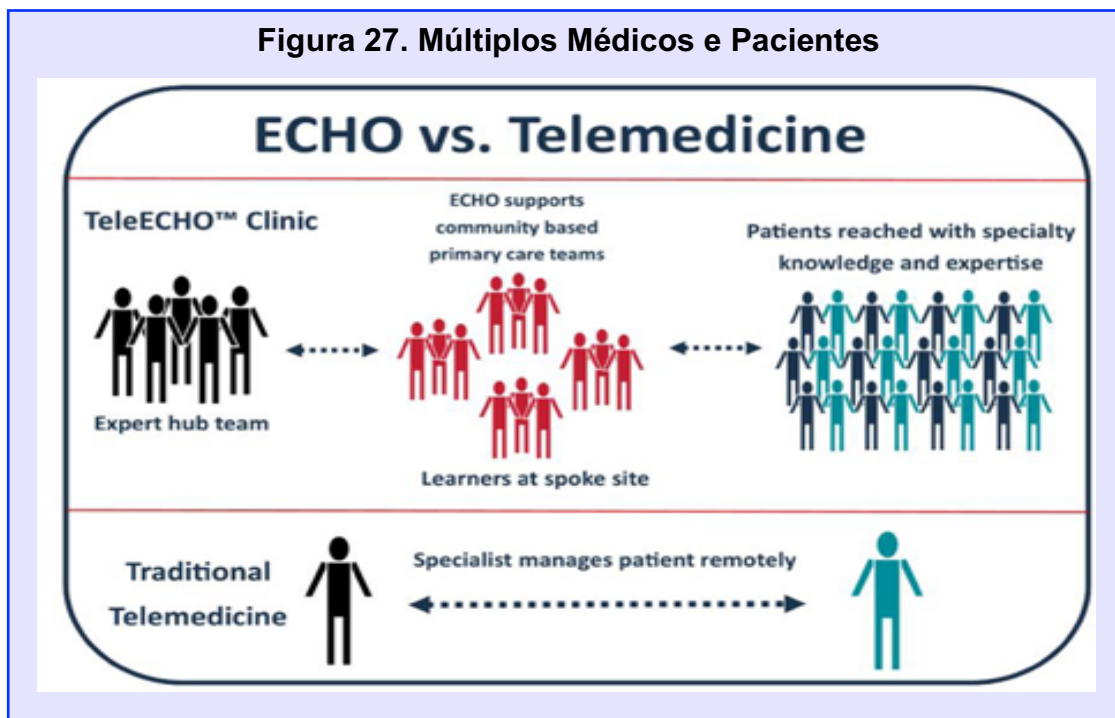 Figura 27. Múltiplos Médicos e Pacientes
ECHO vs. Telemedicine
TeleECHO™ Clinic
Expert hub team
ECHO supports
community based
primary care teams
Learners at spoke site
Patients reached with specialty
knowledge and expertise
Traditional
Telemedicine
Specialist manages patient remotely